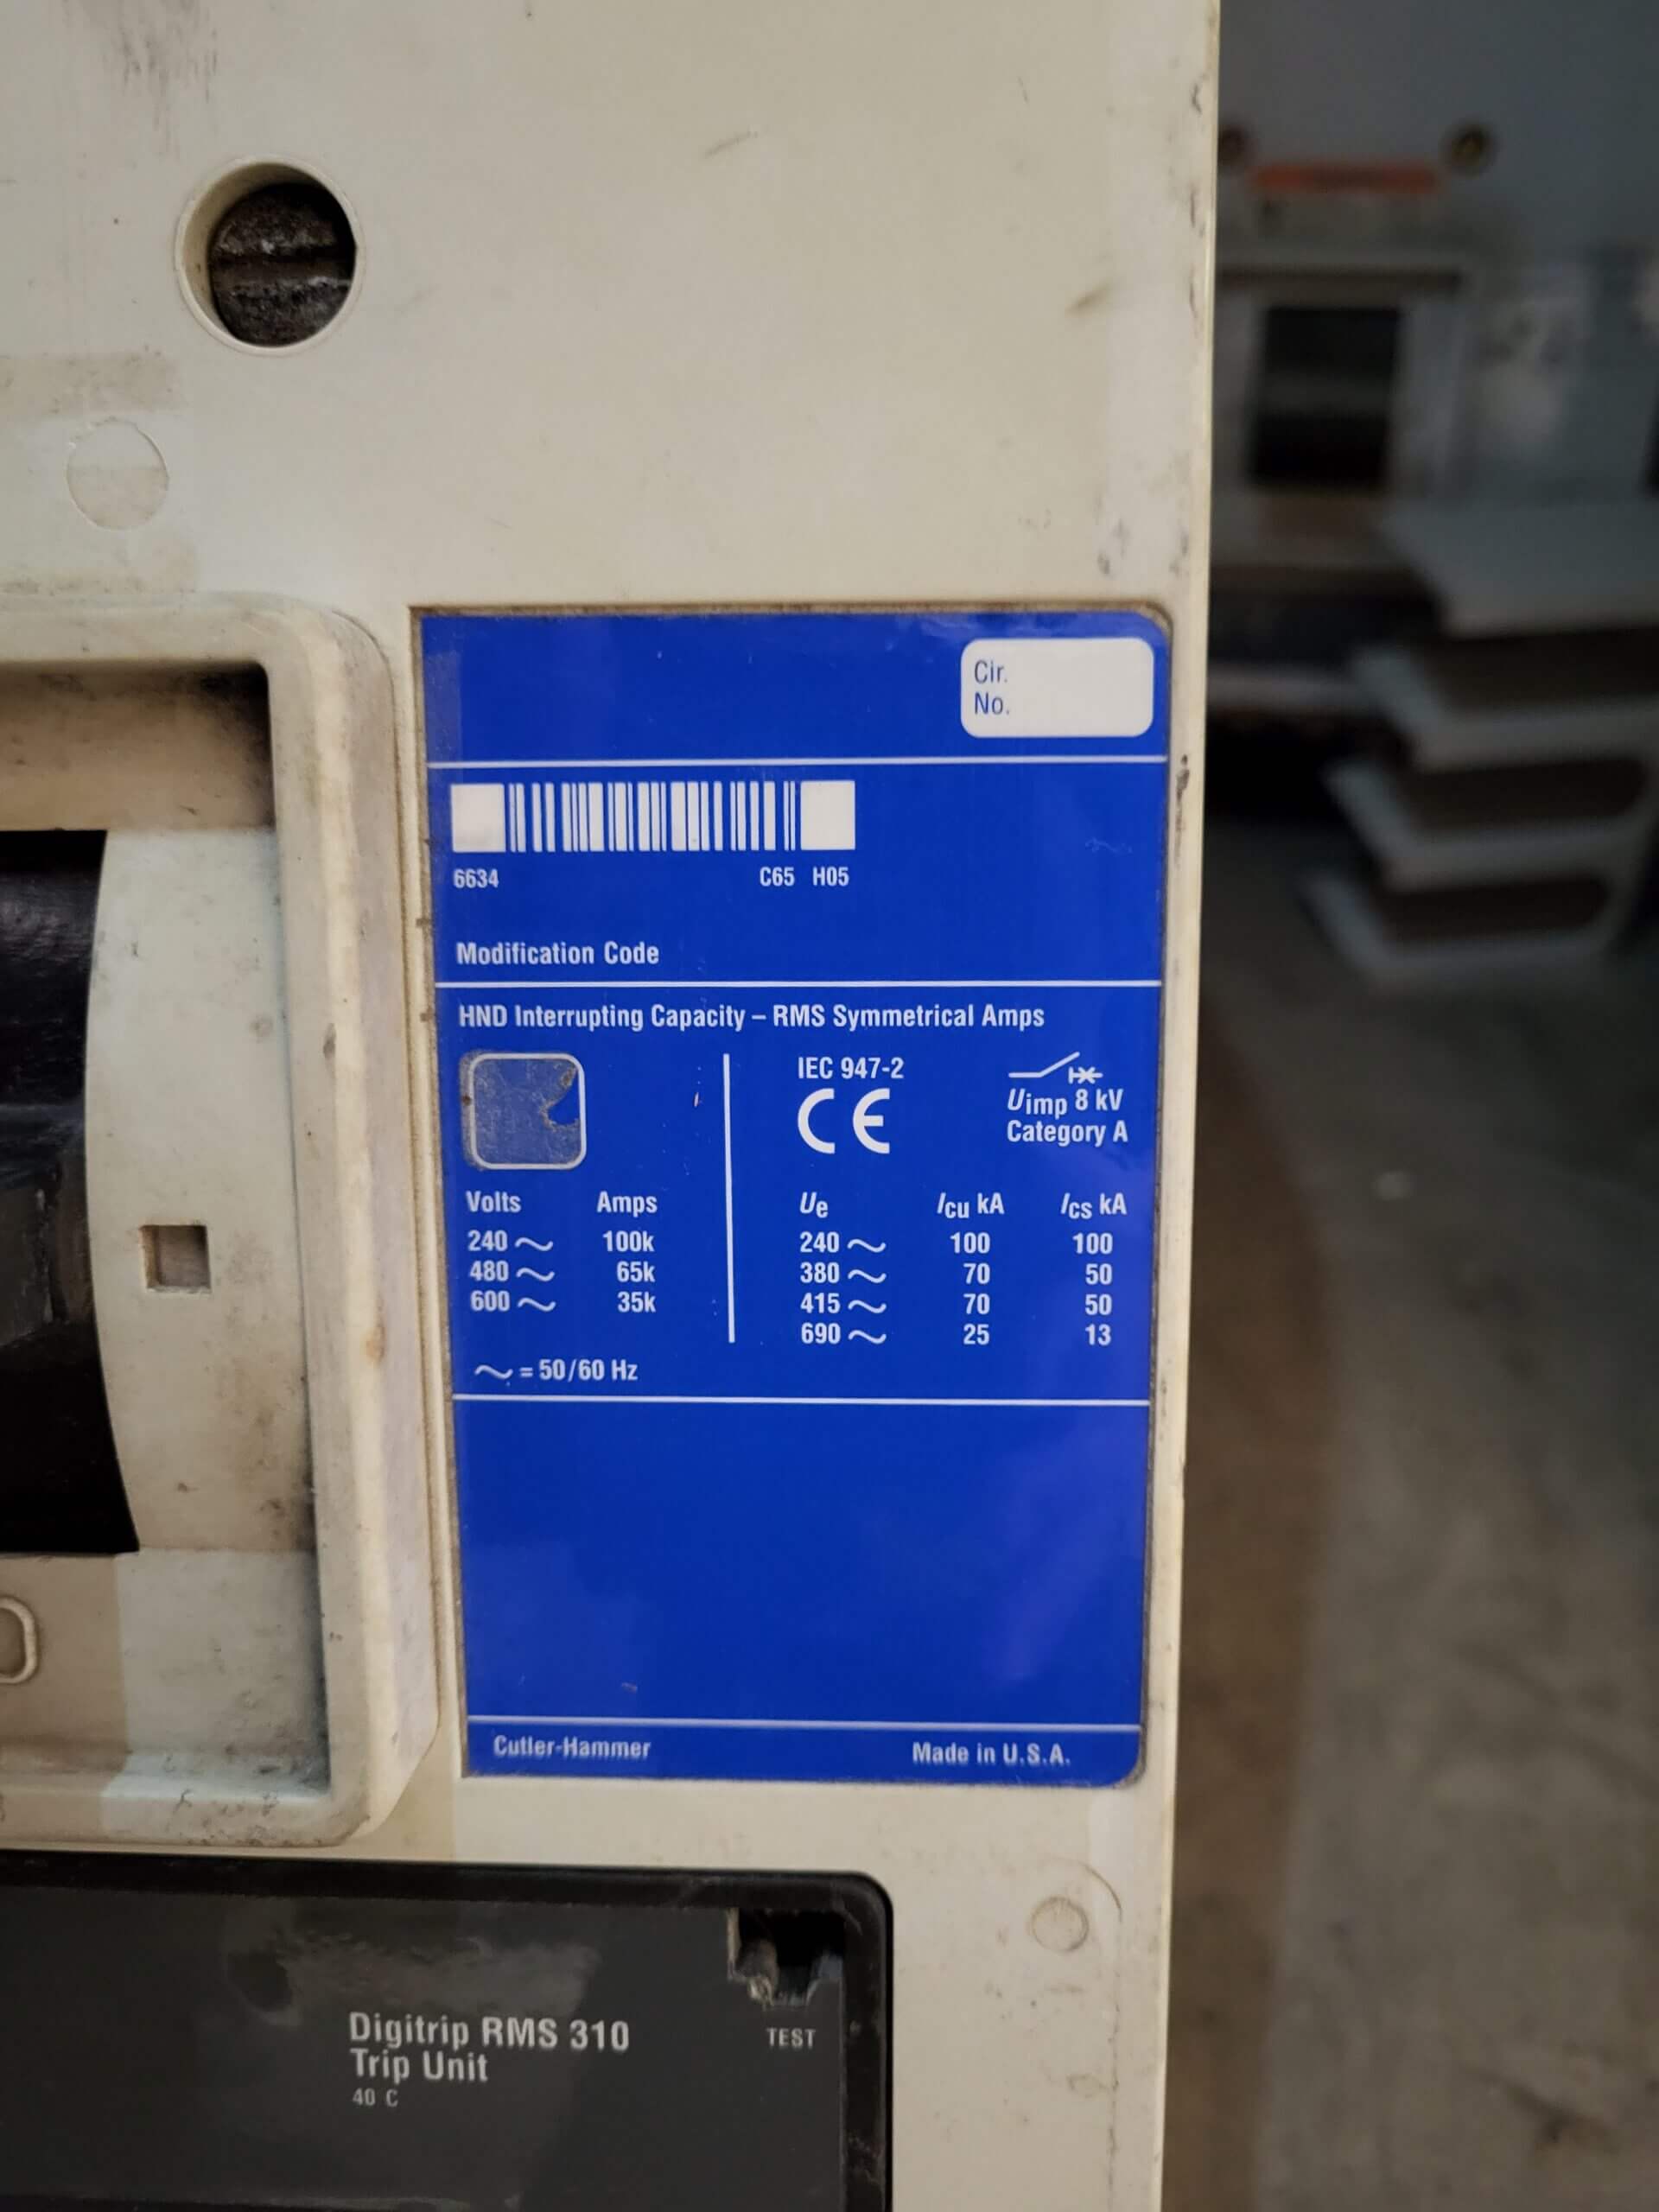 Cir.
No.
6634 C65 H05
Modification Code
HND Interrupting Capacity – RMS Symmetrical Amps
IEC 947-2
CE
Uimp 8 kV
Category A
Volts Amps
240 ~ 100k
480 ~ 65k
600 ~ 35k
~ = 50/60 Hz
Ue Icu kA Ics kA
240 ~ 100 100
380 ~ 70 50
415 ~ 70 50
690 ~ 25 13
Cutler-Hammer Made in U.S.A.
Digitrip RMS 310
Trip Unit
40 C
TEST